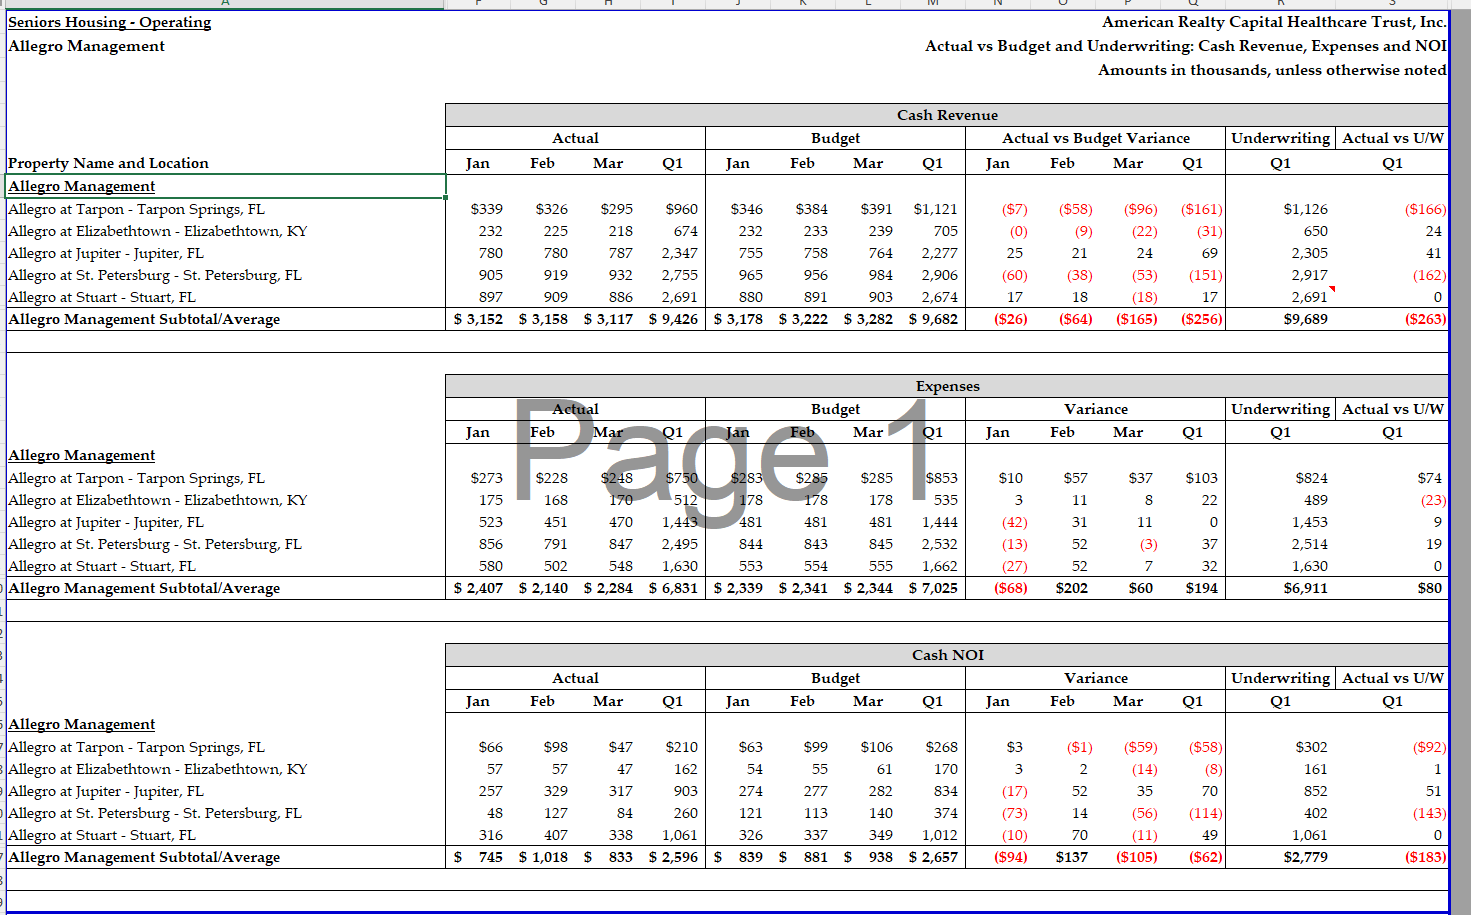 Seniors Housing - Operating American Realty Capital Healthcare Trust, Inc.
Allegro Management Actual vs Budget and Underwriting: Cash Revenue, Expenses and NOI
Amounts in thousands, unless otherwise noted
Cash Revenue
Actual Budget Actual vs Budget Variance Underwriting Actual vs U/W
Property Name and Location Jan Feb Mar Q1 Jan Feb Mar Q1 Jan Feb Mar Q1 Q1 Q1
Allegro Management
Allegro at Tarpon - Tarpon Springs, FL $339 $326 $295 $960 $346 $384 $391 $1,121 ($7) ($58) ($96) ($161) $1,126 ($166)
Allegro at Elizabethtown - Elizabethtown, KY 232 225 218 674 232 233 239 705 (0) (9) (22) (31) 650 24
Allegro at Jupiter - Jupiter, FL 780 780 787 2,347 755 758 764 2,277 25 21 24 69 2,305 41
Allegro at St. Petersburg - St. Petersburg, FL 905 919 932 2,755 965 956 984 2,906 (60) (38) (53) (151) 2,917 (162)
Allegro at Stuart - Stuart, FL 897 909 886 2,691 880 891 903 2,674 17 18 (18) 17 2,691 0
Allegro Management Subtotal/Average $ 3,152 $ 3,158 $ 3,117 $ 9,426 $ 3,178 $ 3,222 $ 3,282 $ 9,682 ($26) ($64) ($165) ($256) $9,689 ($263)
Expenses
Actual Budget Variance Underwriting Actual vs U/W
Jan Feb Mar Q1 Jan Feb Mar Q1 Jan Feb Mar Q1 Q1 Q1
Page 1
Allegro Management
Allegro at Tarpon - Tarpon Springs, FL $273 $228 $248 $750 $283 $285 $285 $853 $10 $57 $37 $103 $824 $74
Allegro at Elizabethtown - Elizabethtown, KY 175 168 170 512 178 178 178 535 3 11 8 22 489 (23)
Allegro at Jupiter - Jupiter, FL 523 451 470 1,443 481 481 481 1,444 (42) 31 11 0 1,453 9
Allegro at St. Petersburg - St. Petersburg, FL 856 791 847 2,495 844 843 845 2,532 (13) 52 (3) 37 2,514 19
Allegro at Stuart - Stuart, FL 580 502 548 1,630 553 554 555 1,662 (27) 52 7 32 1,630 0
Allegro Management Subtotal/Average $ 2,407 $ 2,140 $ 2,284 $ 6,831 $ 2,339 $ 2,341 $ 2,344 $ 7,025 ($68) $202 $60 $194 $6,911 $80
Cash NOI
Actual Budget Variance Underwriting Actual vs U/W
Jan Feb Mar Q1 Jan Feb Mar Q1 Jan Feb Mar Q1 Q1 Q1
Allegro Management
Allegro at Tarpon - Tarpon Springs, FL $66 $98 $47 $210 $63 $99 $106 $268 $3 ($1) ($59) ($58) $302 ($92)
Allegro at Elizabethtown - Elizabethtown, KY 57 57 47 162 54 55 61 170 3 2 (14) (8) 161 1
Allegro at Jupiter - Jupiter, FL 257 329 317 903 274 277 282 834 (17) 52 35 70 852 51
Allegro at St. Petersburg - St. Petersburg, FL 48 127 84 260 121 113 140 374 (73) 14 (56) (114) 402 (143)
Allegro at Stuart - Stuart, FL 316 407 338 1,061 326 337 349 1,012 (10) 70 (11) 49 1,061 0
Allegro Management Subtotal/Average $ 745 $ 1,018 $ 833 $ 2,596 $ 839 $ 881 $ 938 $ 2,657 ($94) $137 ($105) ($62) $2,779 ($183)